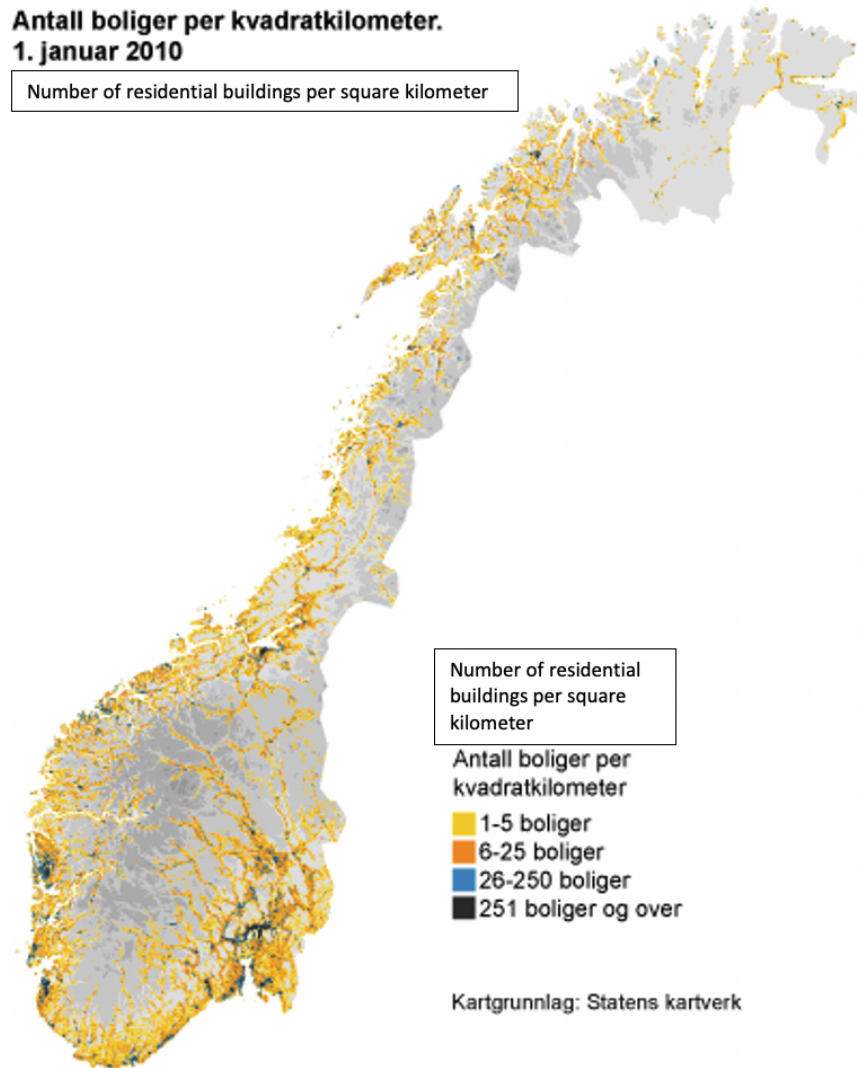 Antall boliger per kvadratkilometer.
1. januar 2010
Number of residential buildings per square kilometer
Number of residential
buildings per square
kilometer
Antall boliger per
kvadratkilometer
1-5 boliger
6-25 boliger
26-250 boliger
251 boliger og over
Kartgrunnlag: Statens kartverk